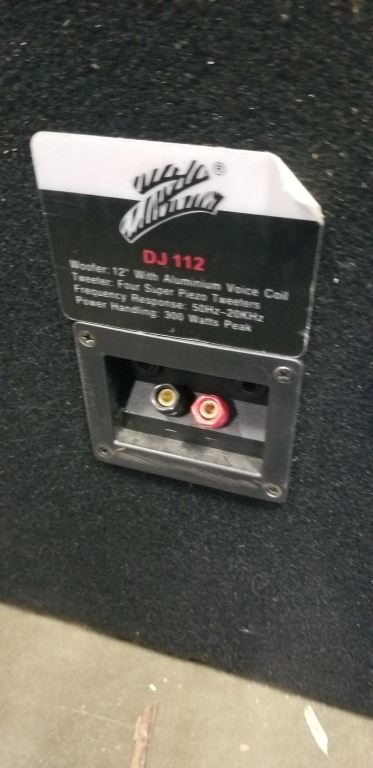 ®
DJ 112
Woofer: 12" With Aluminium Voice Coil
Tweeter: Four Super Piezo Tweeters
Frequency Response: 50Hz-20KHz
Power Handling: 300 Watts Peak